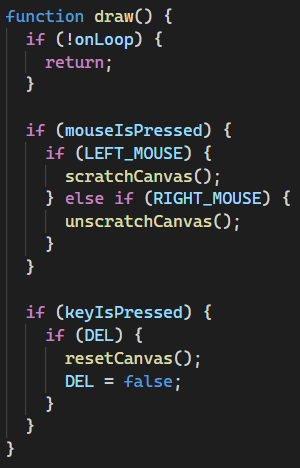 function draw() {
  if (!onLoop) {
    return;
  }

  if (mouseIsPressed) {
    if (LEFT_MOUSE) {
      scratchCanvas();
    } else if (RIGHT_MOUSE) {
      unscratchCanvas();
    }
  }

  if (keyIsPressed) {
    if (DEL) {
      resetCanvas();
      DEL = false;
    }
  }
}